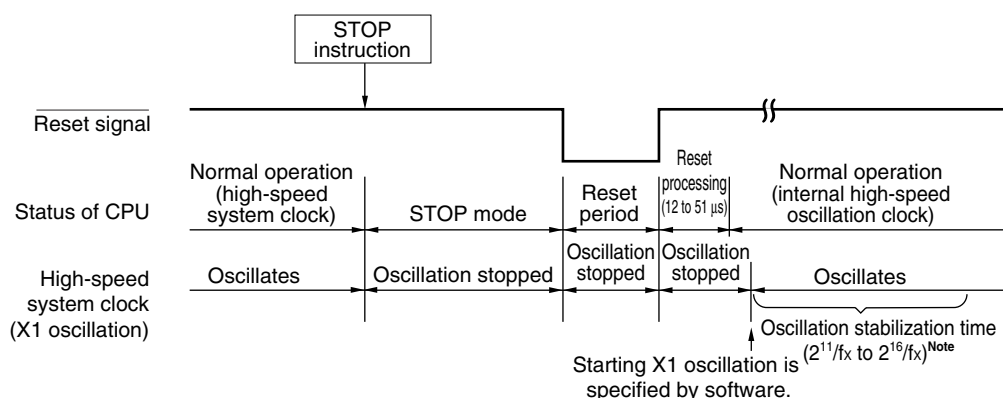 STOP
instruction
Reset signal
Status of CPU
Normal operation
(high-speed
system clock)
STOP mode
Reset
period
Reset
processing
(12 to 51 μs)
Normal operation
(internal high-speed
oscillation clock)
High-speed
system clock
(X1 oscillation)
Oscillates
Oscillation stopped
Oscillation
stopped
Oscillation
stopped
Oscillates
Oscillation stabilization time
(2¹¹/fx to 2¹⁶/fx)Note
Starting X1 oscillation is
specified by software.